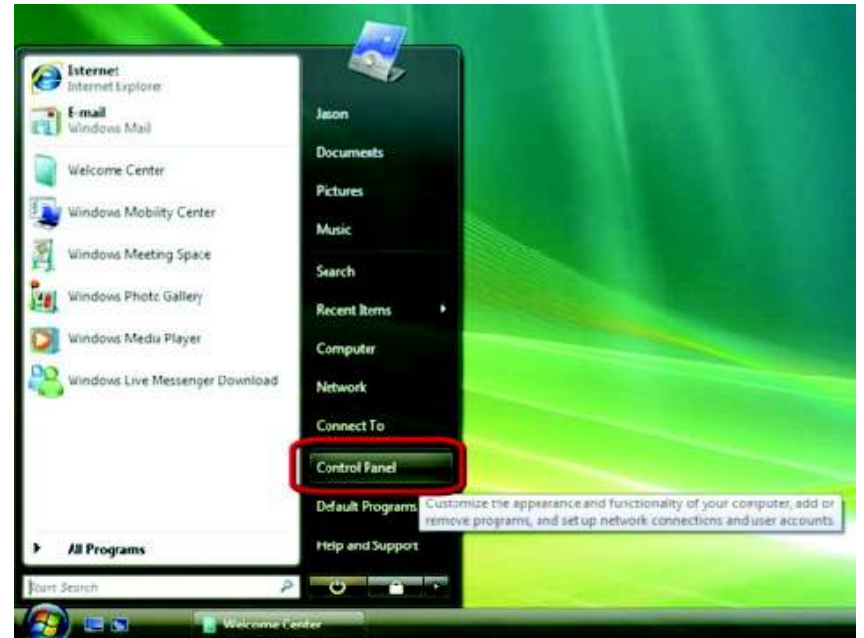 Internet
Internet Explorer
E-mail
Windows Mail
Welcome Center
Windows Mobility Center
Windows Meeting Space
Windows Photo Gallery
Windows Media Player
Windows Live Messenger Download
All Programs
Start Search
Jason
Documents
Pictures
Music
Search
Recent Items
Computer
Network
Connect To
Control Panel
Default Programs
Help and Support
Customize the appearance and functionality of your computer, add or
remove programs, and set up network connections and user accounts.
Welcome Center